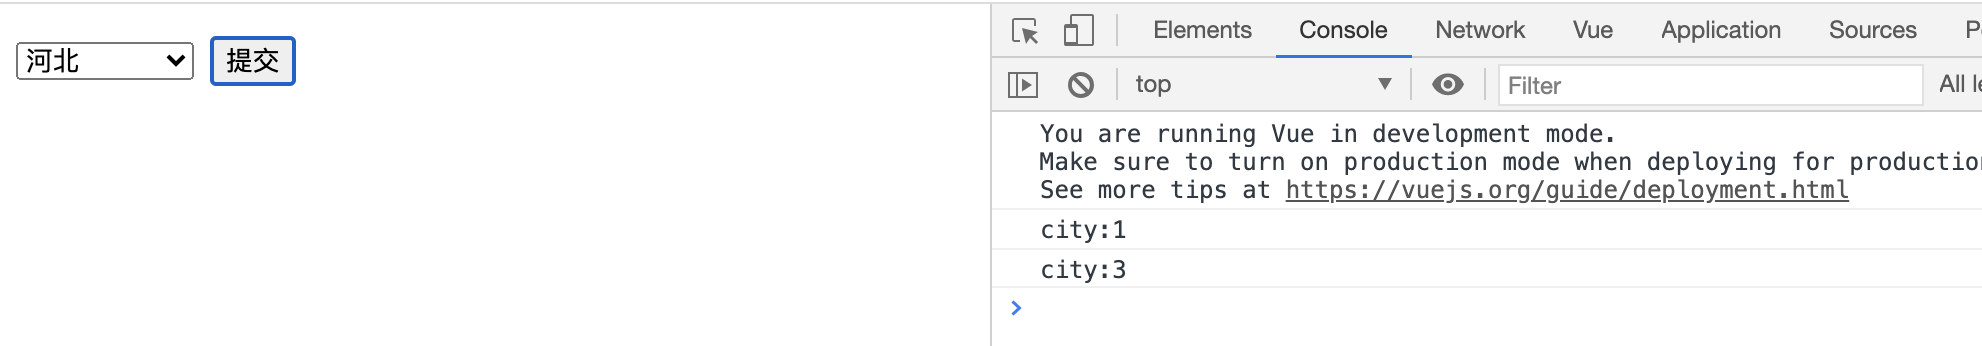 河北 提交
Elements Console Network Vue Application Sources
top Filter All
You are running Vue in development mode.
Make sure to turn on production mode when deploying for
See more tips at https://vuejs.org/guide/deployment.html
city:1
city:3